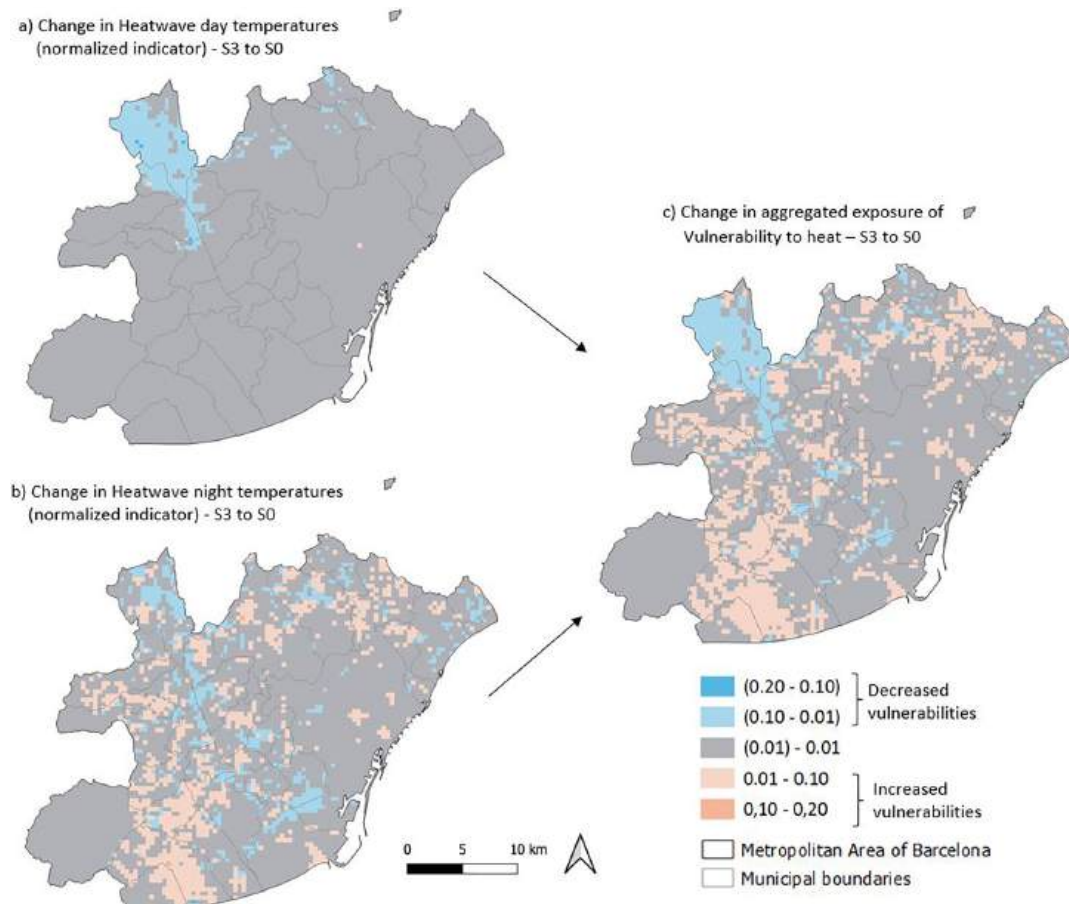 a) Change in Heatwave day temperatures
(normalized indicator) - S3 to S0
c) Change in aggregated exposure of
Vulnerability to heat – S3 to S0
b) Change in Heatwave night temperatures
(normalized indicator) - S3 to S0
(0.20 - 0.10)
(0.10 - 0.01)
Decreased
vulnerabilities
(0.01) - 0.01
0.01 - 0.10
0,10 - 0,20
Increased
vulnerabilities
Metropolitan Area of Barcelona
Municipal boundaries
0 5 10 km